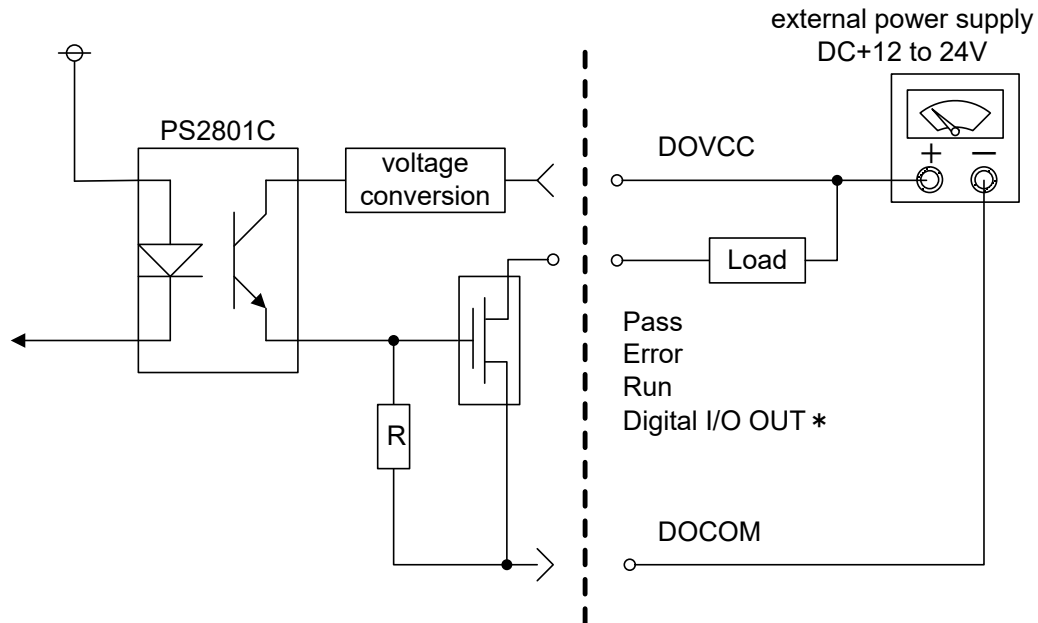 external power supply
DC+12 to 24V
PS2801C
voltage
conversion
DOVCC
+ −
Load
Pass
Error
Run
Digital I/O OUT *
R
DOCOM